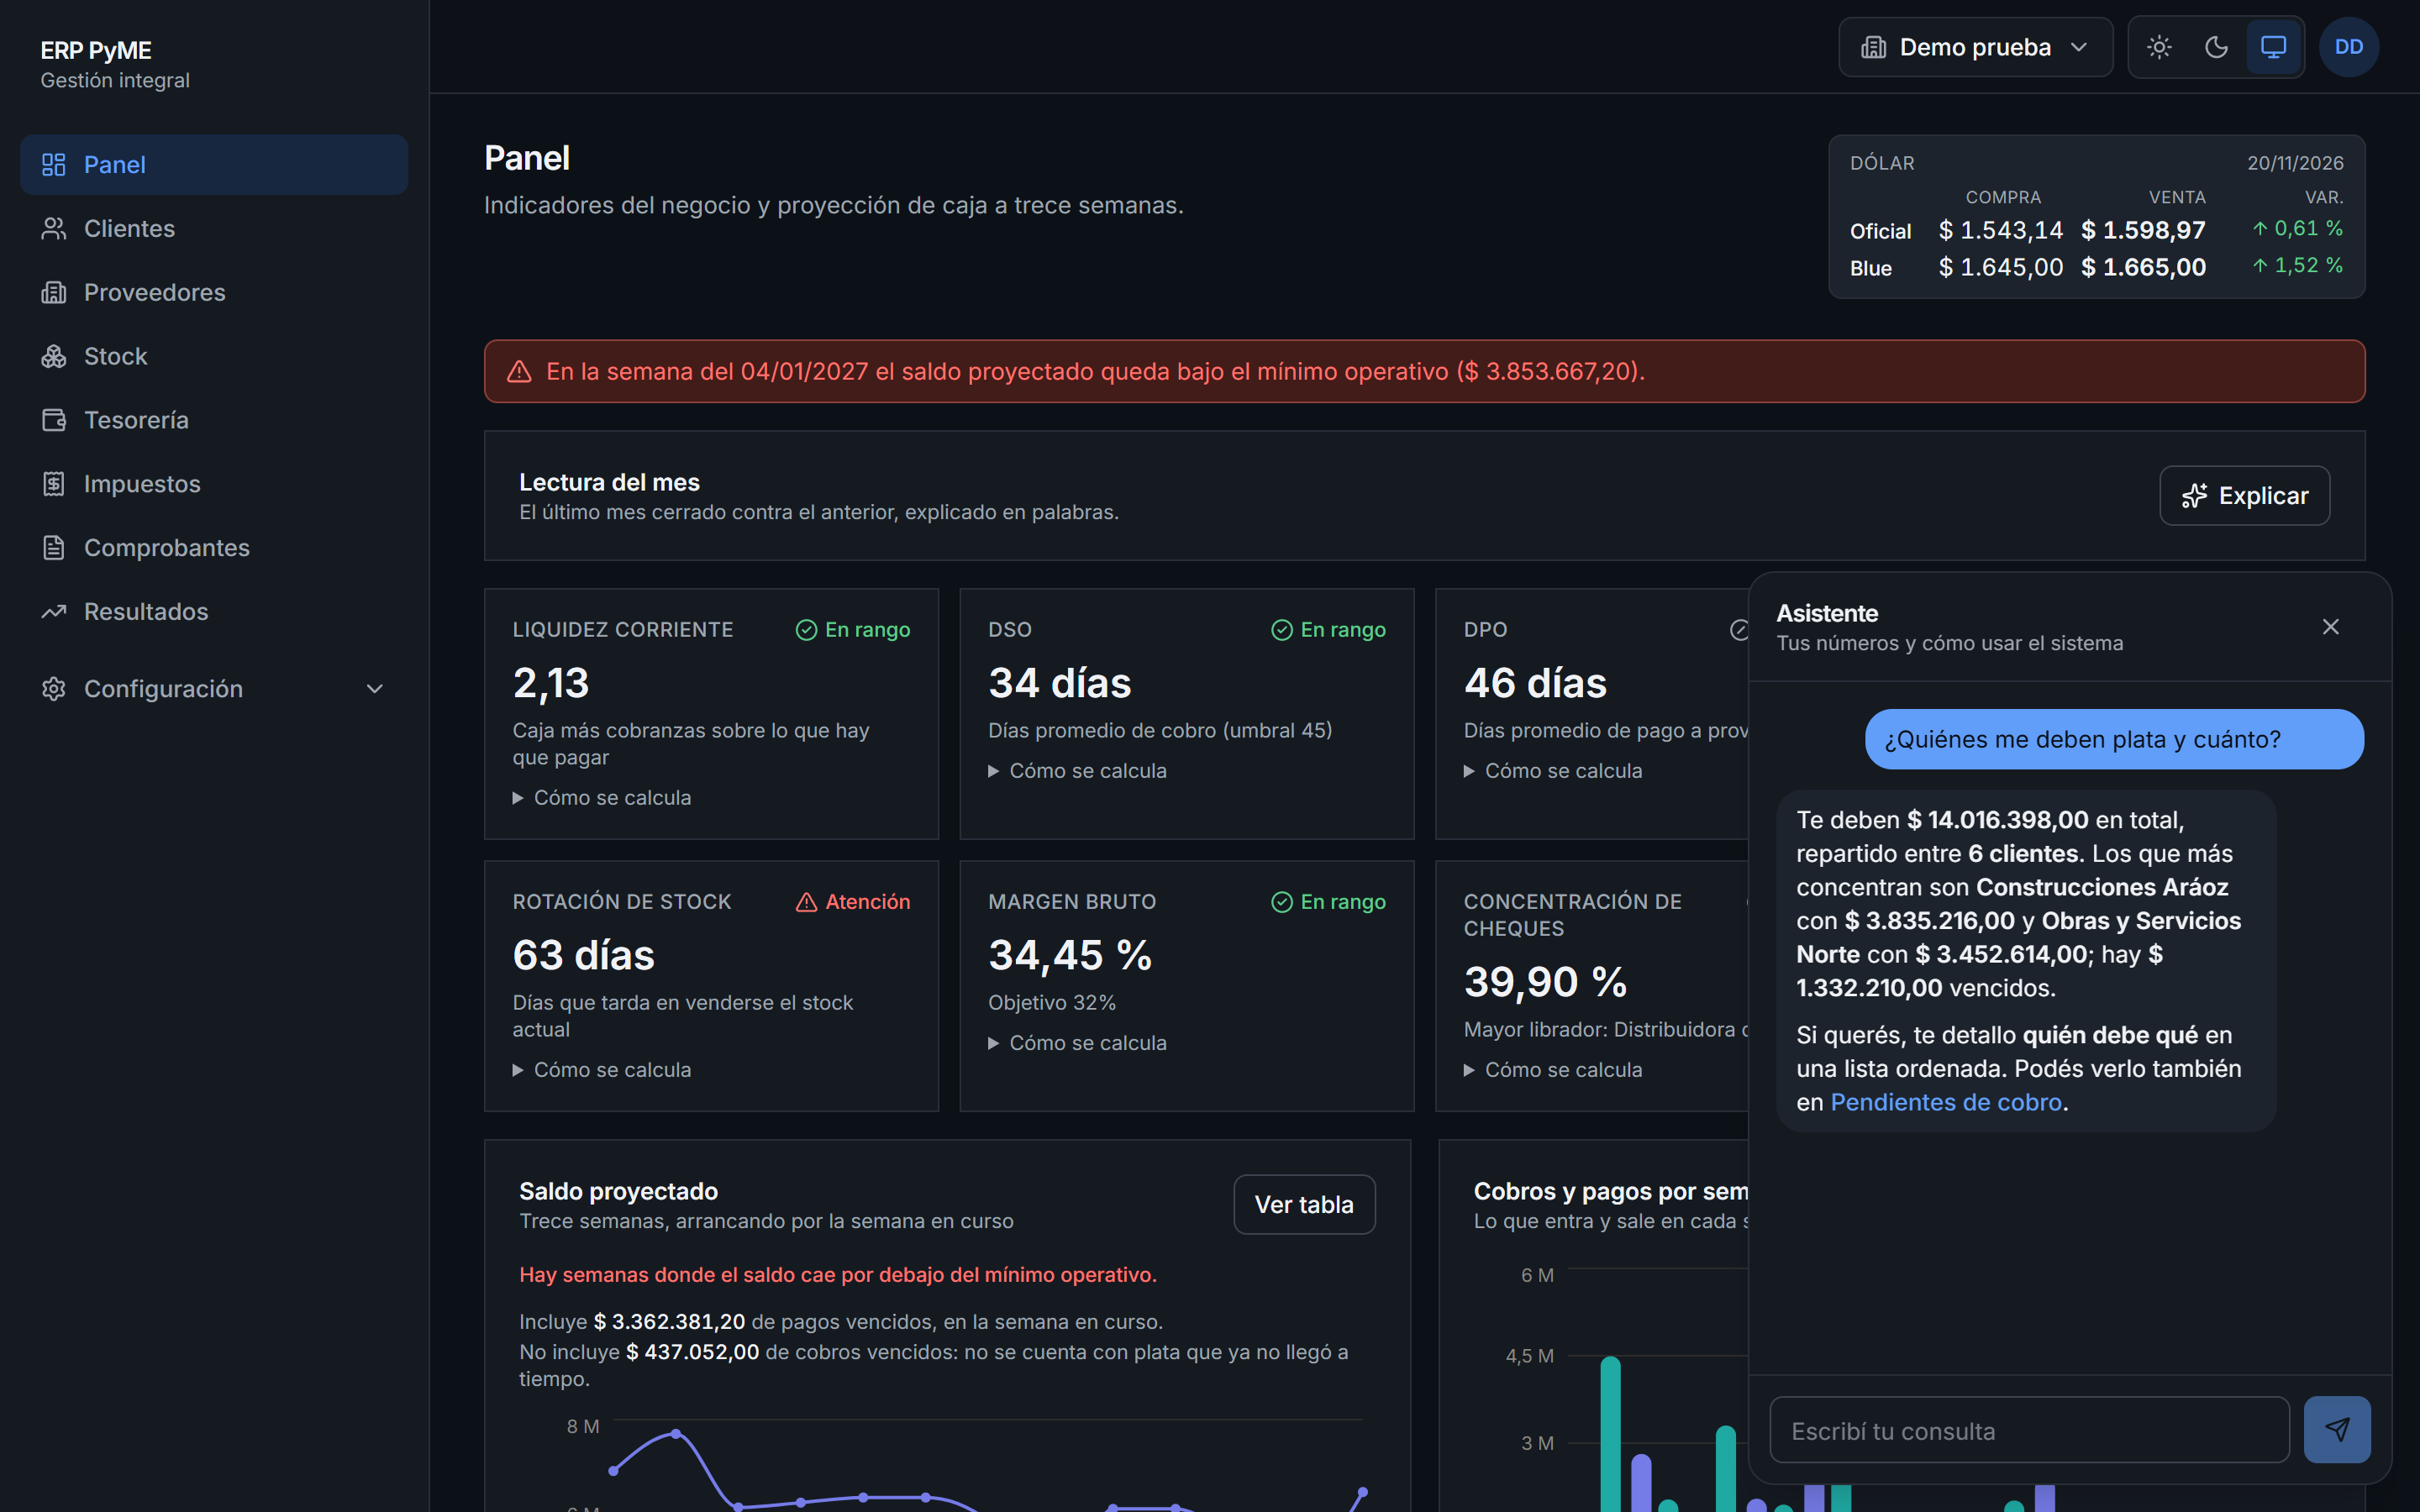 ERP PyME
Gestión integral
Panel
Clientes
Proveedores
Stock
Tesorería
Impuestos
Comprobantes
Resultados
Configuración
Demo prueba
DD
Panel
Indicadores del negocio y proyección de caja a trece semanas.
DÓLAR 20/11/2026
COMPRA VENTA VAR.
Oficial $ 1.543,14 $ 1.598,97 ↑ 0,61 %
Blue $ 1.645,00 $ 1.665,00 ↑ 1,52 %
En la semana del 04/01/2027 el saldo proyectado queda bajo el mínimo operativo ($ 3.853.667,20).
Lectura del mes
El último mes cerrado contra el anterior, explicado en palabras.
Explicar
LIQUIDEZ CORRIENTE En rango
2,13
Caja más cobranzas sobre lo que hay
que pagar
Cómo se calcula
DSO En rango
34 días
Días promedio de cobro (umbral 45)
Cómo se calcula
DPO
46 días
Días promedio de pago a prov
Cómo se calcula
ROTACIÓN DE STOCK Atención
63 días
Días que tarda en venderse el stock
actual
Cómo se calcula
MARGEN BRUTO En rango
34,45 %
Objetivo 32%
Cómo se calcula
CONCENTRACIÓN DE
CHEQUES
39,90 %
Mayor librador: Distribuidora
Cómo se calcula
Saldo proyectado
Trece semanas, arrancando por la semana en curso
Ver tabla
Hay semanas donde el saldo cae por debajo del mínimo operativo.
Incluye $ 3.362.381,20 de pagos vencidos, en la semana en curso.
No incluye $ 437.052,00 de cobros vencidos: no se cuenta con plata que ya no llegó a
tiempo.
8 M
Cobros y pagos por sem
Lo que entra y sale en cada s
6 M
4,5 M
3 M
Asistente
Tus números y cómo usar el sistema
¿Quiénes me deben plata y cuánto?
Te deben $ 14.016.398,00 en total,
repartido entre 6 clientes. Los que más
concentran son Construcciones Aráoz
con $ 3.835.216,00 y Obras y Servicios
Norte con $ 3.452.614,00; hay $
1.332.210,00 vencidos.
Si querés, te detallo quién debe qué en
una lista ordenada. Podés verlo también
en Pendientes de cobro.
Escribí tu consulta